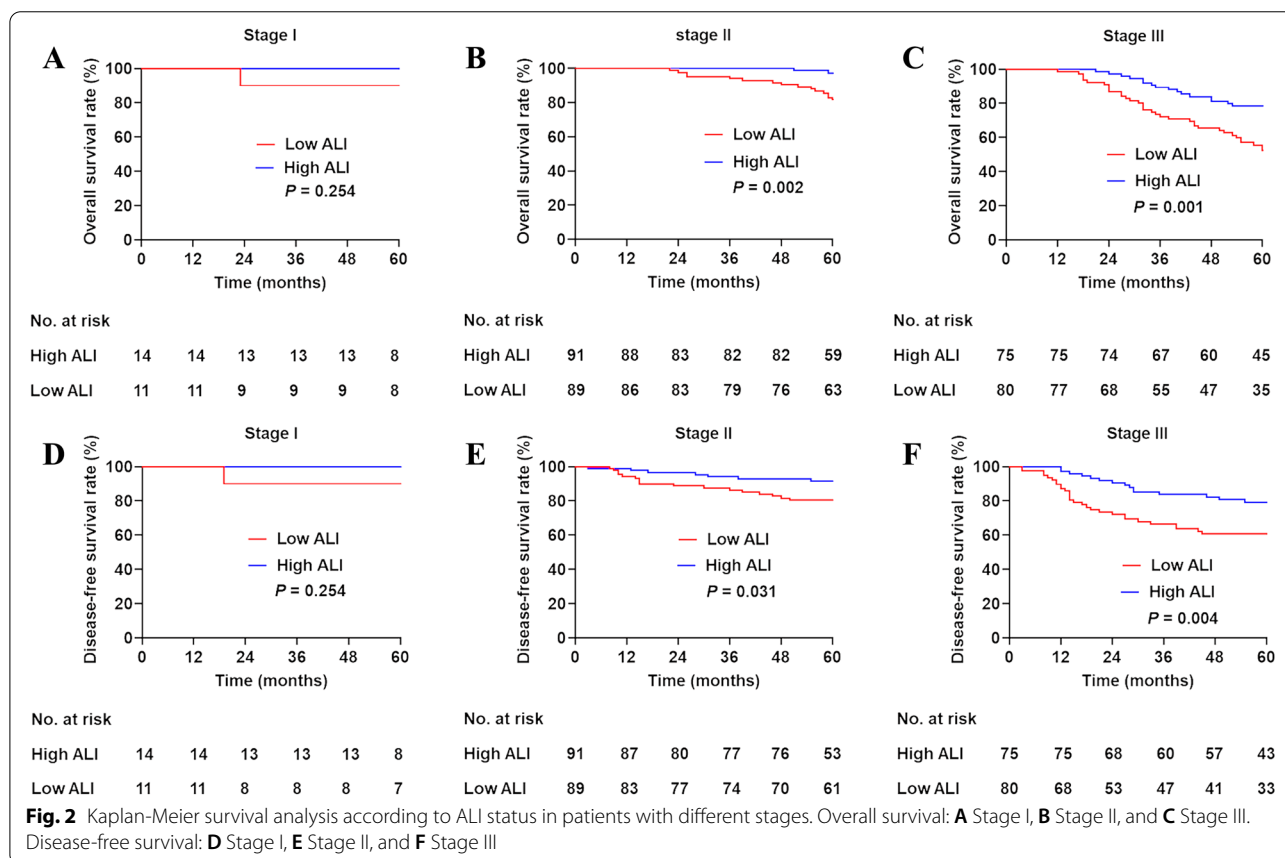 A
Stage I
Overall survival rate (%)
100
80
60
40
20
0
Low ALI
High ALI
P = 0.254
0 12 24 36 48 60
Time (months)
No. at risk
High ALI 14 14 13 13 13 8
Low ALI 11 11 9 9 9 8
B
stage II
Overall survival rate (%)
100
80
60
40
20
0
Low ALI
High ALI
P = 0.002
0 12 24 36 48 60
Time (months)
No. at risk
High ALI 91 88 83 82 82 59
Low ALI 89 86 83 79 76 63
C
Stage III
Overall survival rate (%)
100
80
60
40
20
0
Low ALI
High ALI
P = 0.001
0 12 24 36 48 60
Time (months)
No. at risk
High ALI 75 75 74 67 60 45
Low ALI 80 77 68 55 47 35
D
Stage I
Disease-free survival rate (%)
100
80
60
40
20
0
Low ALI
High ALI
P = 0.254
0 12 24 36 48 60
Time (months)
No. at risk
High ALI 14 14 13 13 13 8
Low ALI 11 11 8 8 8 7
E
Stage II
Disease-free survival rate (%)
100
80
60
40
20
0
Low ALI
High ALI
P = 0.031
0 12 24 36 48 60
Time (months)
No. at risk
High ALI 91 87 80 77 76 53
Low ALI 89 83 77 74 70 61
F
Stage III
Disease-free survival rate (%)
100
80
60
40
20
0
Low ALI
High ALI
P = 0.004
0 12 24 36 48 60
Time (months)
No. at risk
High ALI 75 75 68 60 57 43
Low ALI 80 68 53 47 41 33
Fig. 2 Kaplan-Meier survival analysis according to ALI status in patients with different stages. Overall survival: A Stage I, B Stage II, and C Stage III.
Disease-free survival: D Stage I, E Stage II, and F Stage III